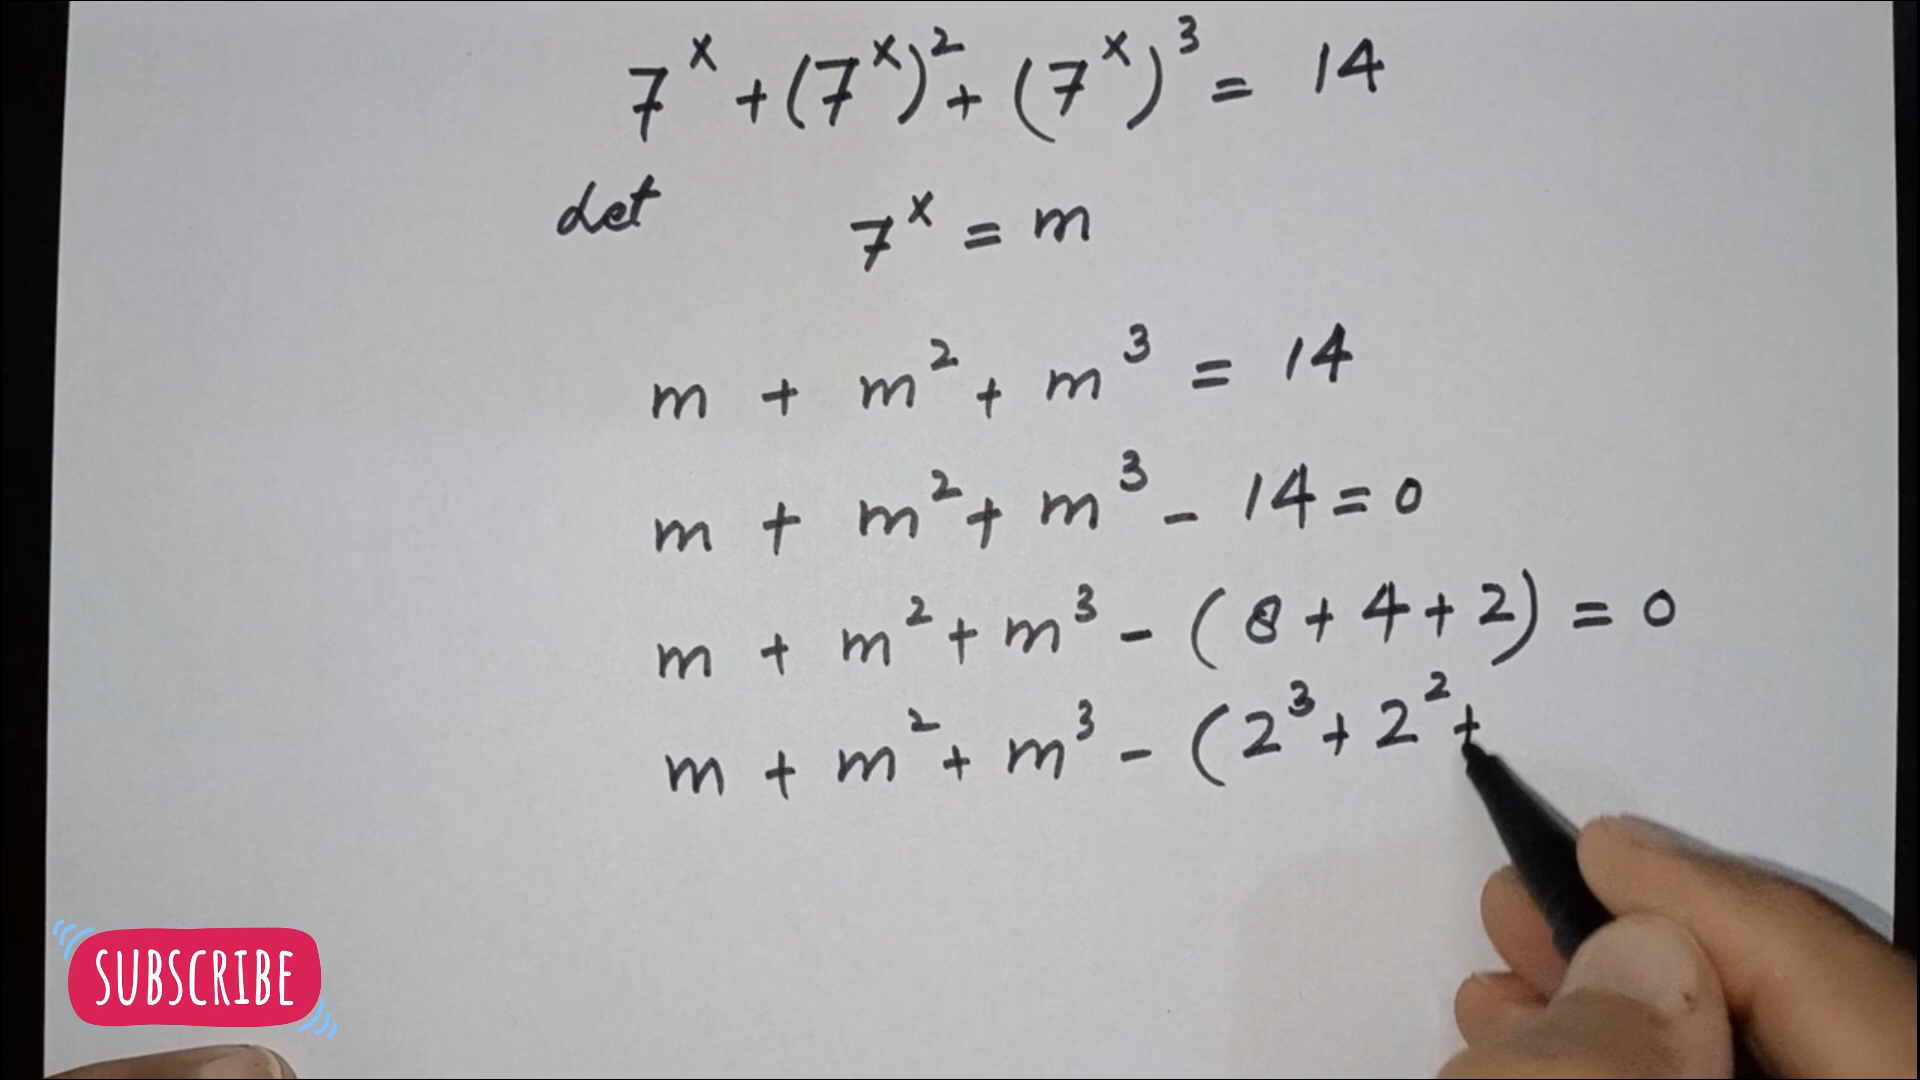 7^x + (7^x)^2 + (7^x)^3 = 14
Let 7^x = m
m + m^2 + m^3 = 14
m + m^2 + m^3 - 14 = 0
m + m^2 + m^3 - (8 + 4 + 2) = 0
m + m^2 + m^3 - (2^3 + 2^2 +
SUBSCRIBE